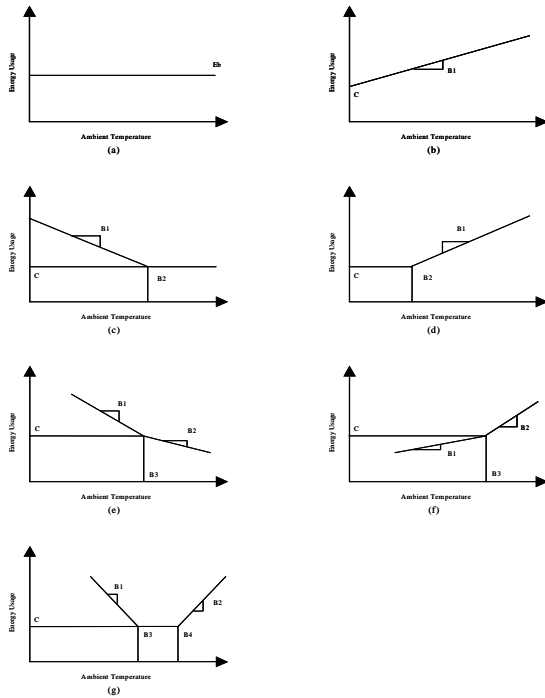 Energy Usage
Eb
Ambient Temperature
(a)
Energy Usage
C
B1
Ambient Temperature
(b)
Energy Usage
B1
C
B2
Ambient Temperature
(c)
Energy Usage
B1
C
B2
Ambient Temperature
(d)
Energy Usage
B1
C
B2
B3
Ambient Temperature
(e)
Energy Usage
C
B2
B1
B3
Ambient Temperature
(f)
Energy Usage
B1
B2
C
B3
B4
Ambient Temperature
(g)